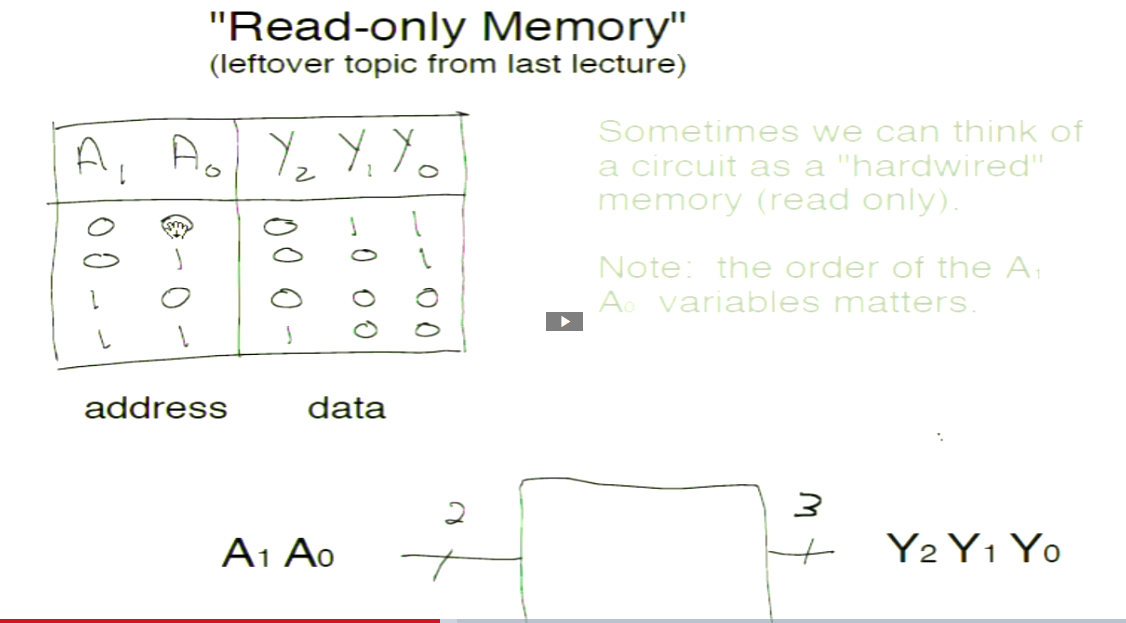 "Read-only Memory"
(leftover topic from last lecture)
A₁ A₀ Y₂ Y₁ Y₀
0 0 1 1
0 1 0 0 1
1 0 0 0 0
1 1 1 0 0
address data
Sometimes we can think of
a circuit as a "hardwired"
memory (read only).
Note: the order of the A₁
A₀ variables matters.
2
3
A₁ A₀
Y₂ Y₁ Y₀